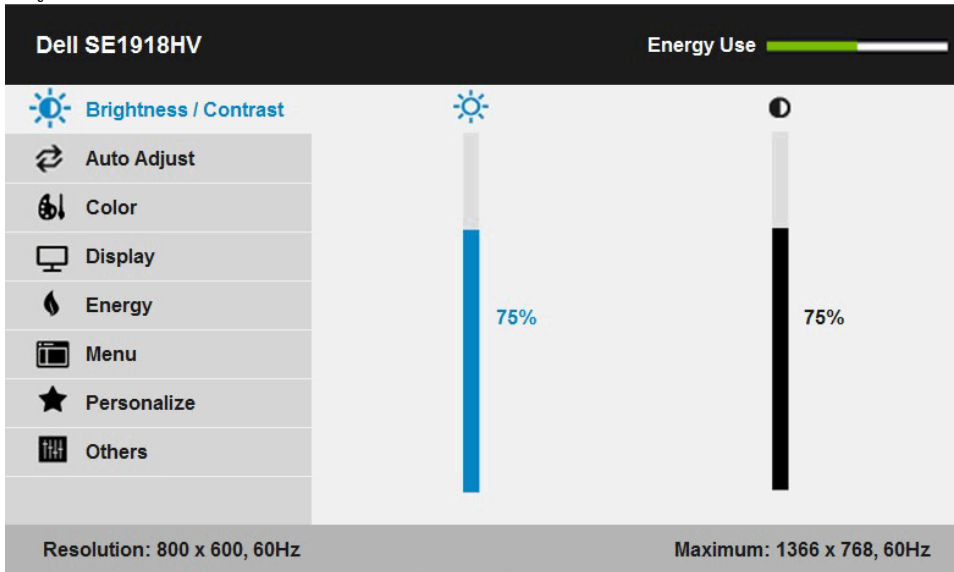 Dell SE1918HV
Energy Use
Brightness / Contrast
Auto Adjust
Color
Display
Energy
75%
75%
Menu
Personalize
Others
Resolution: 800 x 600, 60Hz
Maximum: 1366 x 768, 60Hz